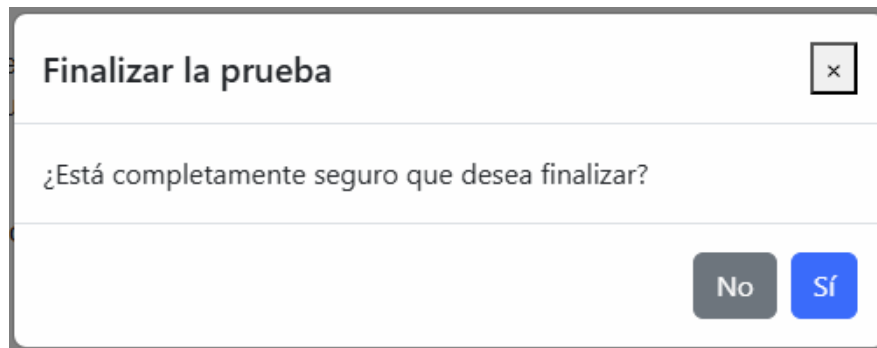 Finalizar la prueba
×
¿Está completamente seguro que desea finalizar?
No
Sí